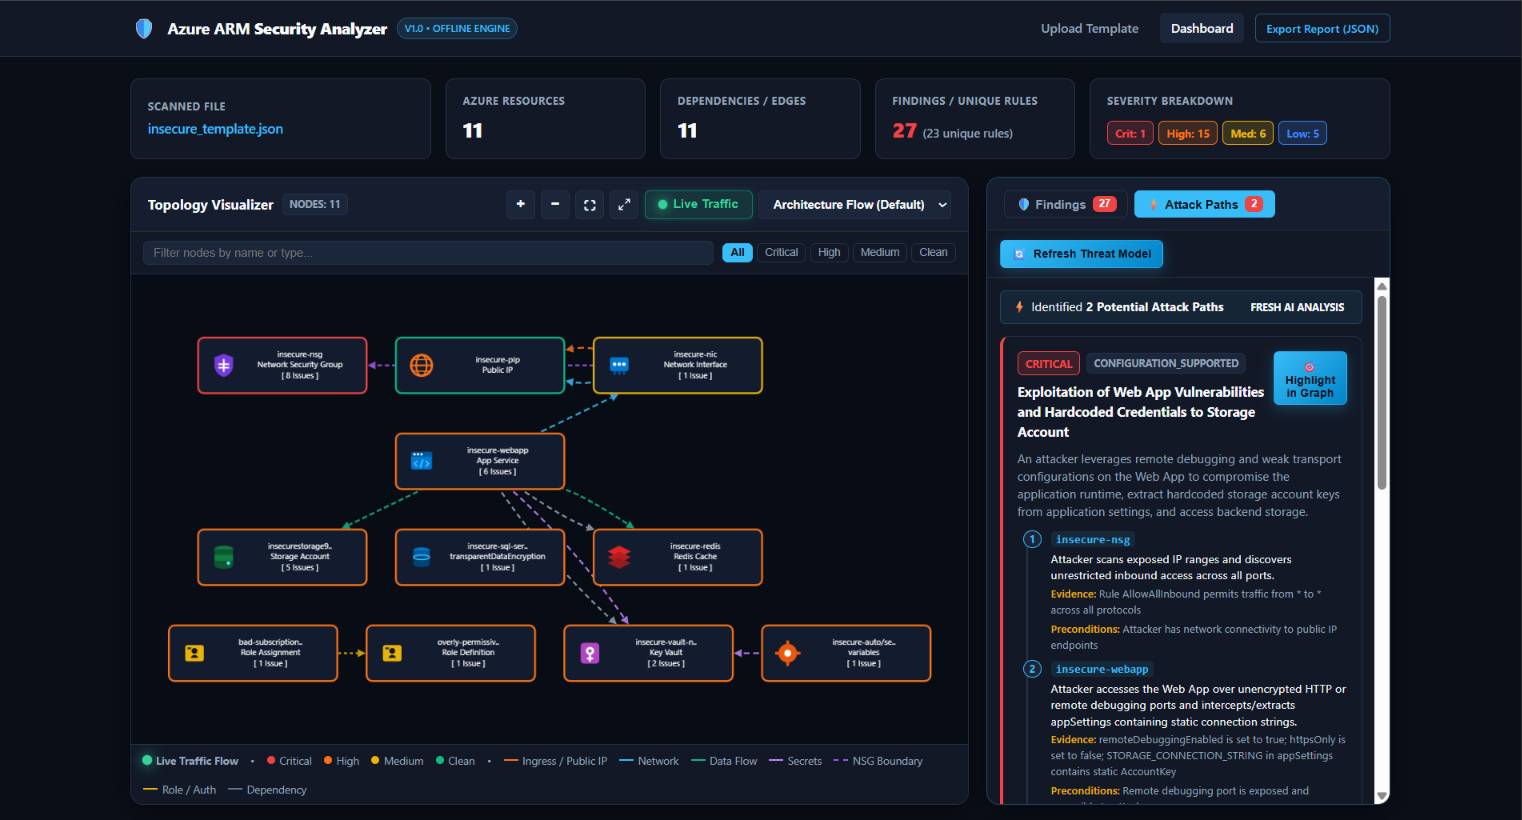 Azure ARM Security Analyzer
V1.0 • OFFLINE ENGINE
Upload Template
Dashboard
Export Report (JSON)
SCANNED FILE
insecure_template.json
AZURE RESOURCES
11
DEPENDENCIES / EDGES
11
FINDINGS / UNIQUE RULES
27 (23 unique rules)
SEVERITY BREAKDOWN
Crit: 1
High: 15
Med: 6
Low: 5
Topology Visualizer
NODES: 11
+
−
Live Traffic
Architecture Flow (Default)
Filter nodes by name or type...
All
Critical
High
Medium
Clean
insecure-nsg
Network Security Group
[ 8 Issues ]
insecure-pip
Public IP
insecure-nic
Network Interface
[ 1 Issue ]
insecure-webapp
App Service
[ 6 Issues ]
insecurestorage9..
Storage Account
[ 5 Issues ]
insecure-sql-ser..
transparentDataEncryption
[ 1 Issue ]
insecure-redis
Redis Cache
[ 1 Issue ]
bad-subscription..
Role Assignment
[ 1 Issue ]
overly-permissiv..
Role Definition
[ 1 Issue ]
insecure-vault-n..
Key Vault
[ 2 Issues ]
insecure-auto/se..
variables
[ 1 Issue ]
Live Traffic Flow • Critical High Medium Clean • Ingress / Public IP Network Data Flow Secrets NSG Boundary
Role / Auth Dependency
Findings 27
Attack Paths 2
Refresh Threat Model
Identified 2 Potential Attack Paths
FRESH AI ANALYSIS
CRITICAL
CONFIGURATION_SUPPORTED
Highlight
in Graph
Exploitation of Web App Vulnerabilities
and Hardcoded Credentials to Storage
Account
An attacker leverages remote debugging and weak transport
configurations on the Web App to compromise the
application runtime, extract hardcoded storage account keys
from application settings, and access backend storage.
1
insecure-nsg
Attacker scans exposed IP ranges and discovers
unrestricted inbound access across all ports.
Evidence: Rule AllowAllInbound permits traffic from * to *
across all protocols
Preconditions: Attacker has network connectivity to public IP
endpoints
2
insecure-webapp
Attacker accesses the Web App over unencrypted HTTP or
remote debugging ports and intercepts/extracts
appSettings containing static connection strings.
Evidence: remoteDebuggingEnabled is set to true; httpsOnly is
set to false; STORAGE_CONNECTION_STRING in appSettings
contains static AccountKey
Preconditions: Remote debugging port is exposed and